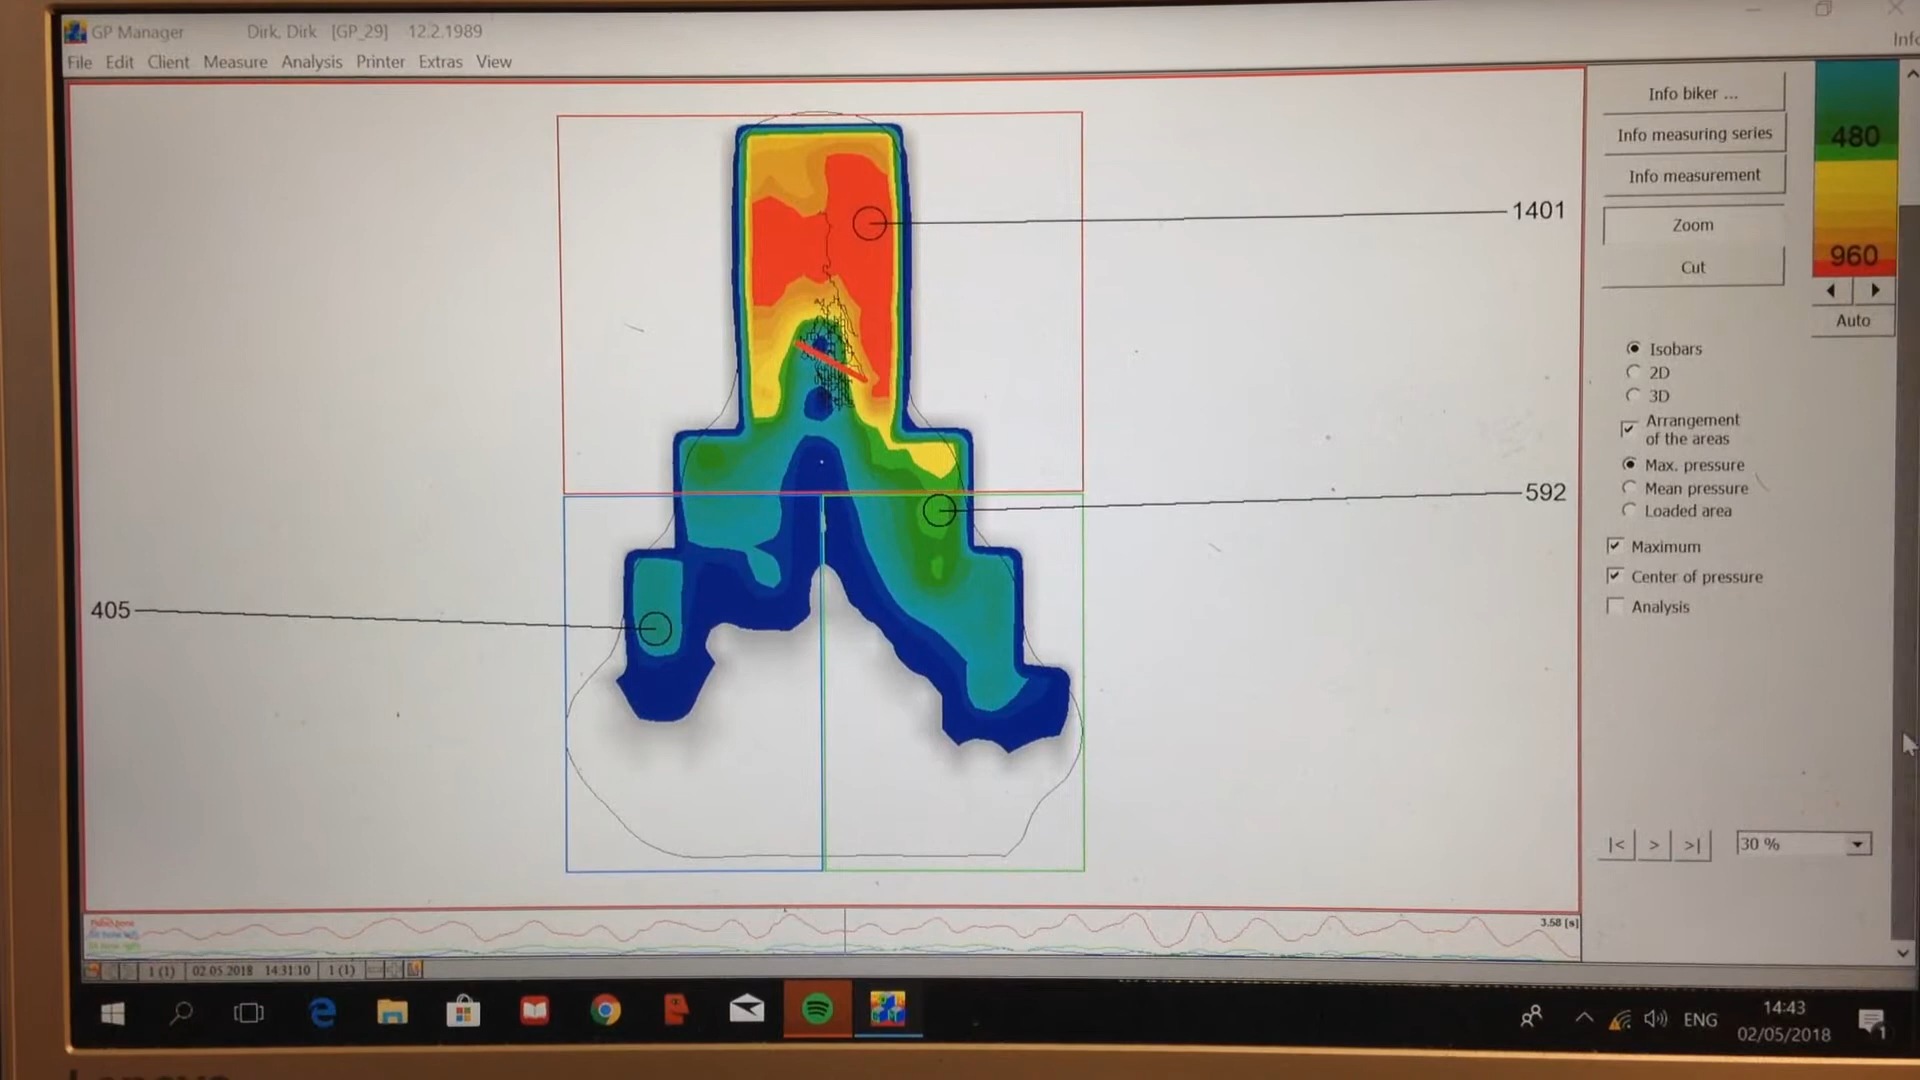 GP Manager Dirk, Dirk [GP_29] 12.2.1989
Info
File Edit Client Measure Analysis Printer Extras View
Info biker ...
Info measuring series
Info measurement
Zoom
Cut
480
960
Auto
1401
592
405
Isobars
2D
3D
Arrangement
of the areas
Max. pressure
Mean pressure
Loaded area
Maximum
Center of pressure
Analysis
|< > >| 30 %
3.58 [s]
1 (1) 02.05.2018 14:31:10 1 (1)
ENG
14:43
02/05/2018
1